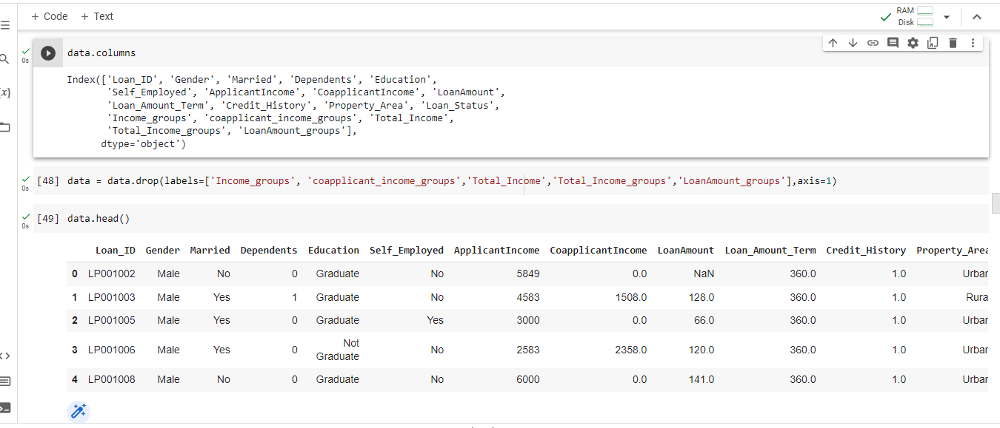 + Code + Text
RAM
Disk
0s
data.columns
Index(['Loan_ID', 'Gender', 'Married', 'Dependents', 'Education',
'Self_Employed', 'ApplicantIncome', 'CoapplicantIncome', 'LoanAmount',
'Loan_Amount_Term', 'Credit_History', 'Property_Area', 'Loan_Status',
'Income_groups', 'coapplicant_income_groups', 'Total_Income',
'Total_Income_groups', 'LoanAmount_groups'],
dtype='object')
{x}
0s
[48] data = data.drop(labels=['Income_groups', 'coapplicant_income_groups','Total_Income','Total_Income_groups','LoanAmount_groups'],axis=1)
0s
[49] data.head()
Loan_ID Gender Married Dependents Education Self_Employed ApplicantIncome CoapplicantIncome LoanAmount Loan_Amount_Term Credit_History Property_Area
0 LP001002 Male No 0 Graduate No 5849 0.0 NaN 360.0 1.0 Urbar
1 LP001003 Male Yes 1 Graduate No 4583 1508.0 128.0 360.0 1.0 Rura
2 LP001005 Male Yes 0 Graduate Yes 3000 0.0 66.0 360.0 1.0 Urbar
3 LP001006 Male Yes 0 Not Graduate No 2583 2358.0 120.0 360.0 1.0 Urbar
4 LP001008 Male No 0 Graduate No 6000 0.0 141.0 360.0 1.0 Urbar